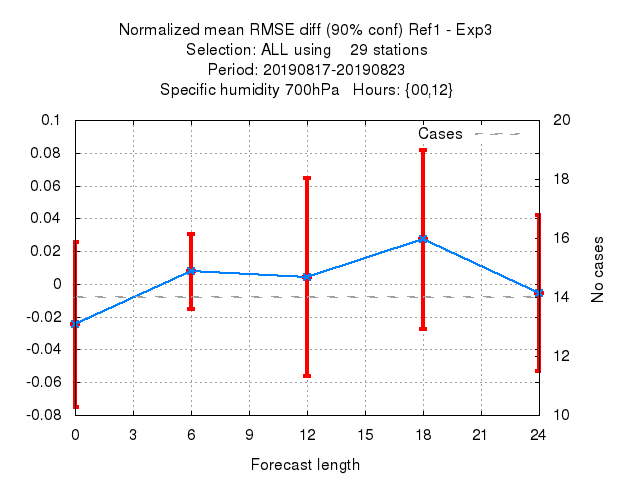 Normalized mean RMSE diff (90% conf) Ref1 - Exp3
Selection: ALL using    29 stations
Period: 20190817-20190823
Specific humidity 700hPa   Hours: {00,12}
0.1
0.08
0.06
0.04
0.02
0
-0.02
-0.04
-0.06
-0.08
Cases
20
18
16
14
12
10
No cases
0 3 6 9 12 15 18 21 24
Forecast length